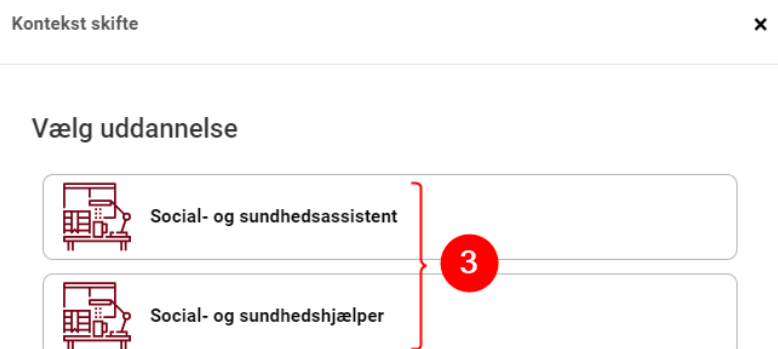 Kontekst skifte
Vælg uddannelse
Social- og sundhedsassistent
3
Social- og sundhedshjælper